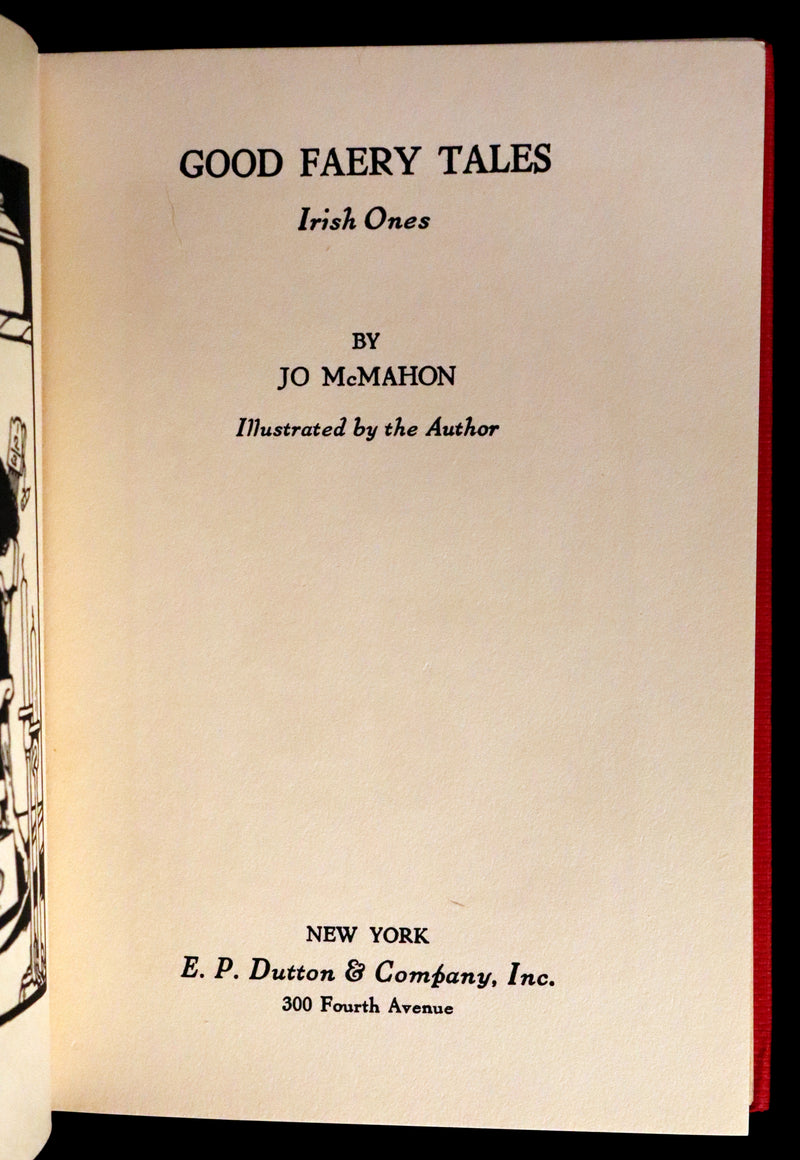 GOOD FAERY TALES
Irish Ones
BY
JO McMAHON
Illustrated by the Author
NEW YORK
E. P. Dutton & Company, Inc.
300 Fourth Avenue